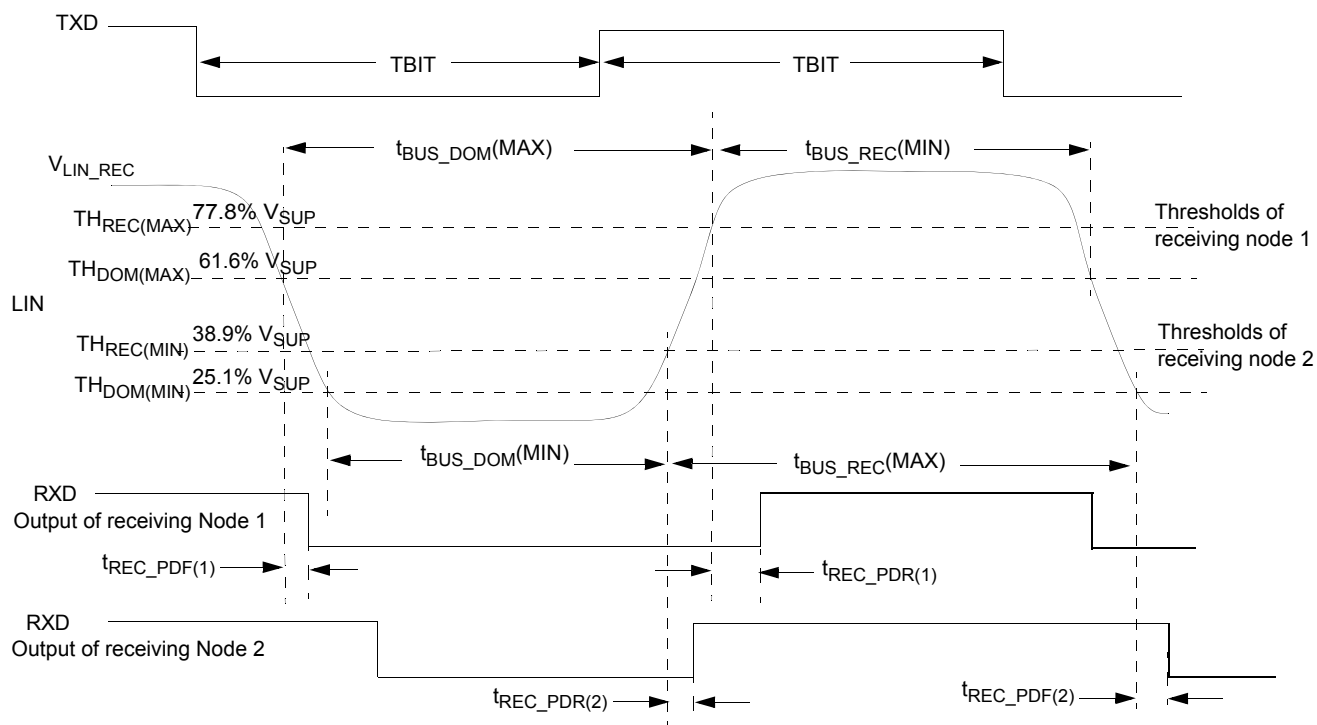 TXD
TBIT
TBIT
tBUS_DOM(MAX)
tBUS_REC(MIN)
VLIN_REC
THREC(MAX) 77.8% VSUP
Thresholds of
receiving node 1
THDOM(MAX) 61.6% VSUP
LIN
THREC(MIN) 38.9% VSUP
Thresholds of
receiving node 2
THDOM(MIN) 25.1% VSUP
tBUS_DOM(MIN)
tBUS_REC(MAX)
RXD
Output of receiving Node 1
tREC_PDF(1)
tREC_PDR(1)
RXD
Output of receiving Node 2
tREC_PDR(2)
tREC_PDF(2)